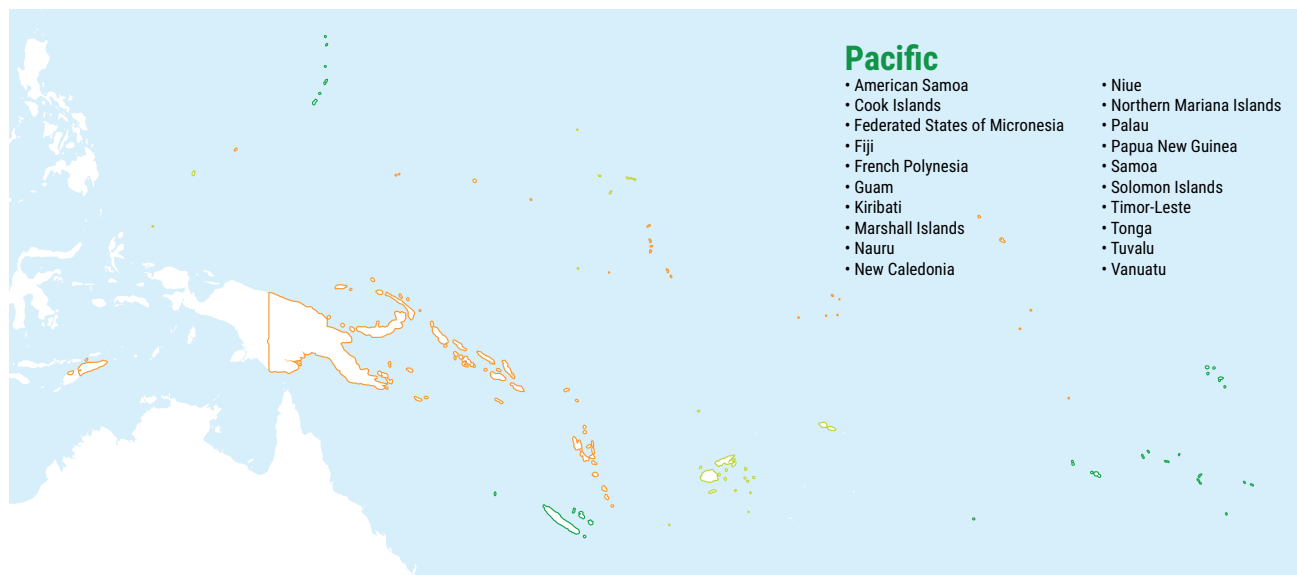 Pacific
• American Samoa
• Cook Islands
• Federated States of Micronesia
• Fiji
• French Polynesia
• Guam
• Kiribati
• Marshall Islands
• Nauru
• New Caledonia
• Niue
• Northern Mariana Islands
• Palau
• Papua New Guinea
• Samoa
• Solomon Islands
• Timor-Leste
• Tonga
• Tuvalu
• Vanuatu